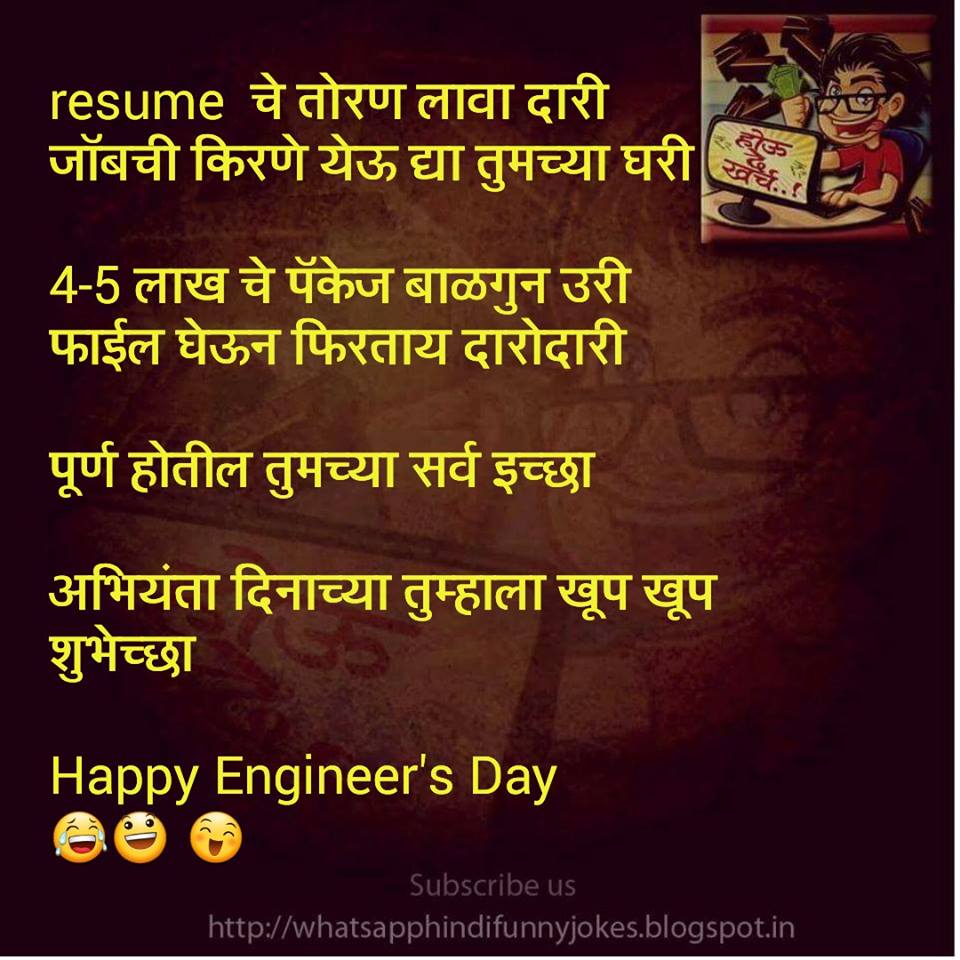 resume चे तोरण लावा दारी
जॉबची किरणे येऊ द्या तुमच्या घरी
होऊ
दे
खर्च..!
4-5 लाख चे पॅकेज बाळगुन उरी
फाईल घेऊन फिरताय दारोदारी
पूर्ण होतील तुमच्या सर्व इच्छा
अभियंता दिनाच्या तुम्हाला खूप खूप
शुभेच्छा
Happy Engineer's Day
😂😃 😄
Subscribe us
http://whatsapphindifunnyjokes.blogspot.in